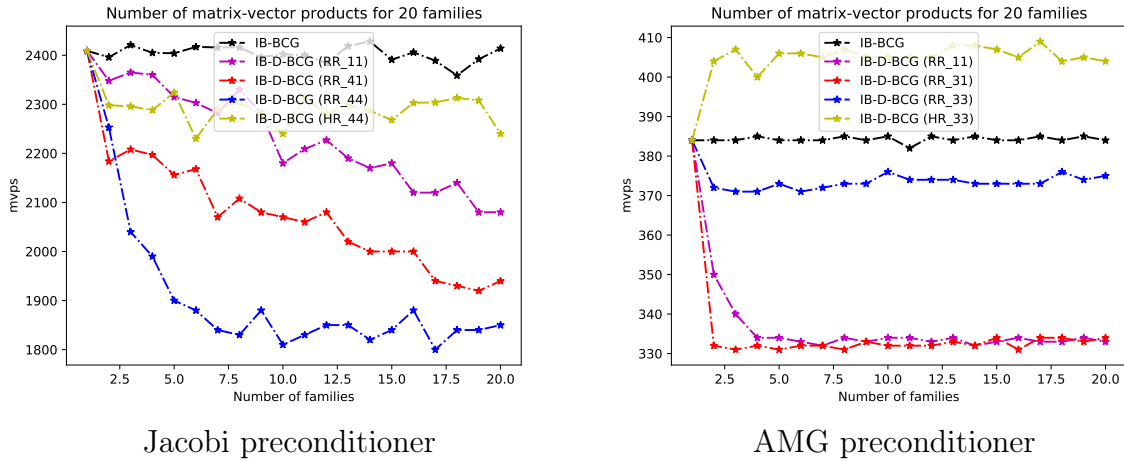 Number of matrix-vector products for 20 families
mvps
2400
2300
2200
2100
2000
1900
1800
IB-BCG
IB-D-BCG (RR_11)
IB-D-BCG (RR_41)
IB-D-BCG (RR_44)
IB-D-BCG (HR_44)
2.5 5.0 7.5 10.0 12.5 15.0 17.5 20.0
Number of families
Jacobi preconditioner
Number of matrix-vector products for 20 families
mvps
410
400
390
380
370
360
350
340
330
IB-BCG
IB-D-BCG (RR_11)
IB-D-BCG (RR_31)
IB-D-BCG (RR_33)
IB-D-BCG (HR_33)
2.5 5.0 7.5 10.0 12.5 15.0 17.5 20.0
Number of families
AMG preconditioner